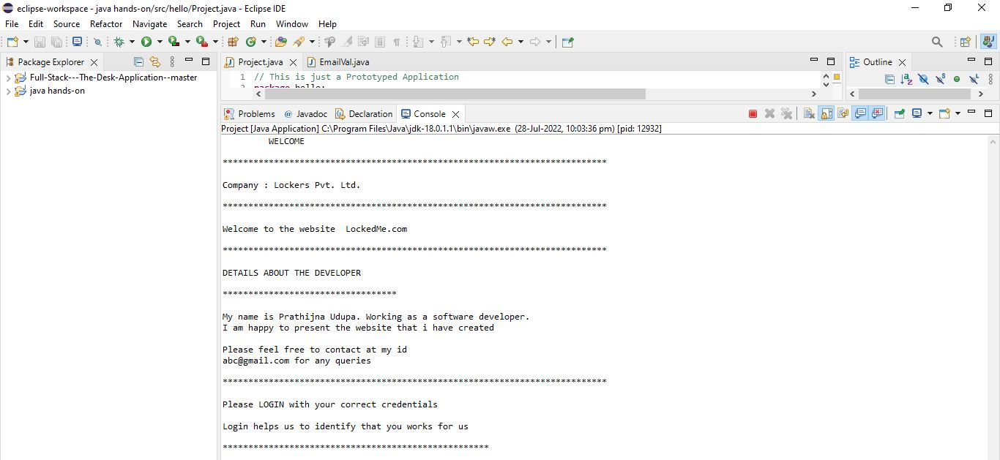 eclipse-workspace - java hands-on/src/hello/Project.java - Eclipse IDE
File Edit Source Refactor Navigate Search Project Run Window Help
Package Explorer
Project.java
EmailVal.java
Outline
Full-Stack---The-Desk-Application--master
java hands-on
1 // This is just a Prototyped Application
2 package hello;
Problems @ Javadoc Declaration Console
Project [Java Application] C:\Program Files\Java\jdk-18.0.1.1\bin\javaw.exe (28-Jul-2022, 10:03:36 pm) [pid: 12932]
WELCOME
***************************************************************************
Company : Lockers Pvt. Ltd.
***************************************************************************
Welcome to the website  LockedMe.com
***************************************************************************
DETAILS ABOUT THE DEVELOPER
**********************************
My name is Prathijna Udupa. Working as a software developer.
I am happy to present the website that i have created
Please feel free to contact at my id
abc@gmail.com for any queries
***************************************************************************
Please LOGIN with your correct credentials
Login helps us to identify that you works for us
****************************************************